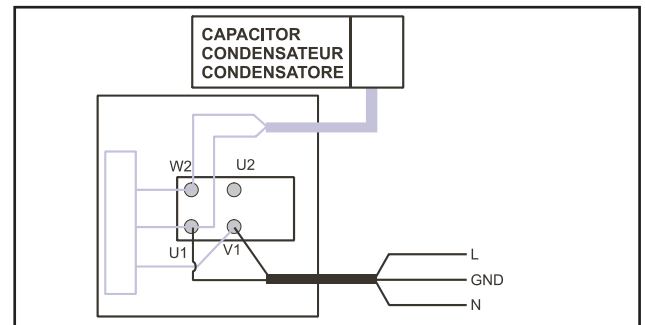 CAPACITOR
CONDENSATEUR
CONDENSATORE
W2 U2
U1 V1
L
GND
N